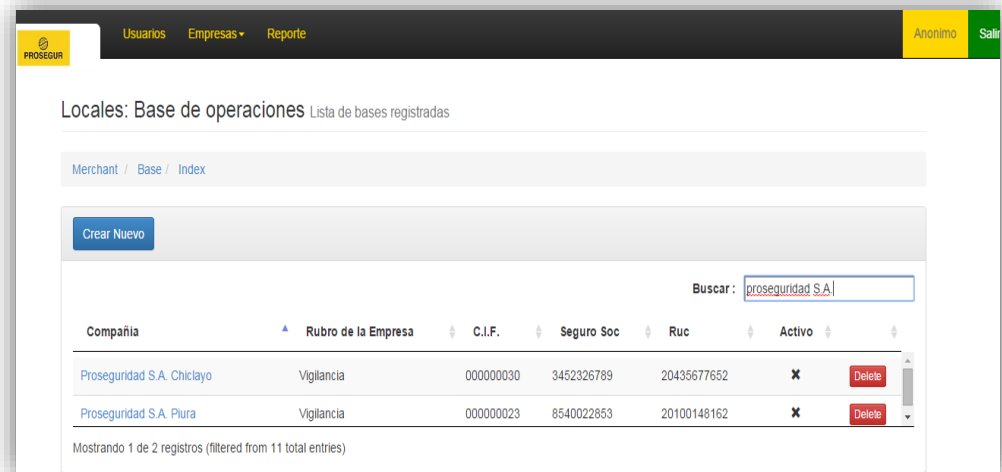 PROSEGUR
Usuarios Empresas Reporte Anonimo Salir
Locales: Base de operaciones Lista de bases registradas
Merchant / Base / Index
Crear Nuevo
Buscar : proseguridad S.A.
Compañia Rubro de la Empresa C.I.F. Seguro Soc Ruc Activo
Proseguridad S.A. Chiclayo Vigilancia 000000030 3452326789 20435677652 Delete
Proseguridad S.A. Piura Vigilancia 000000023 8540022853 20100148162 Delete
Mostrando 1 de 2 registros (filtered from 11 total entries)